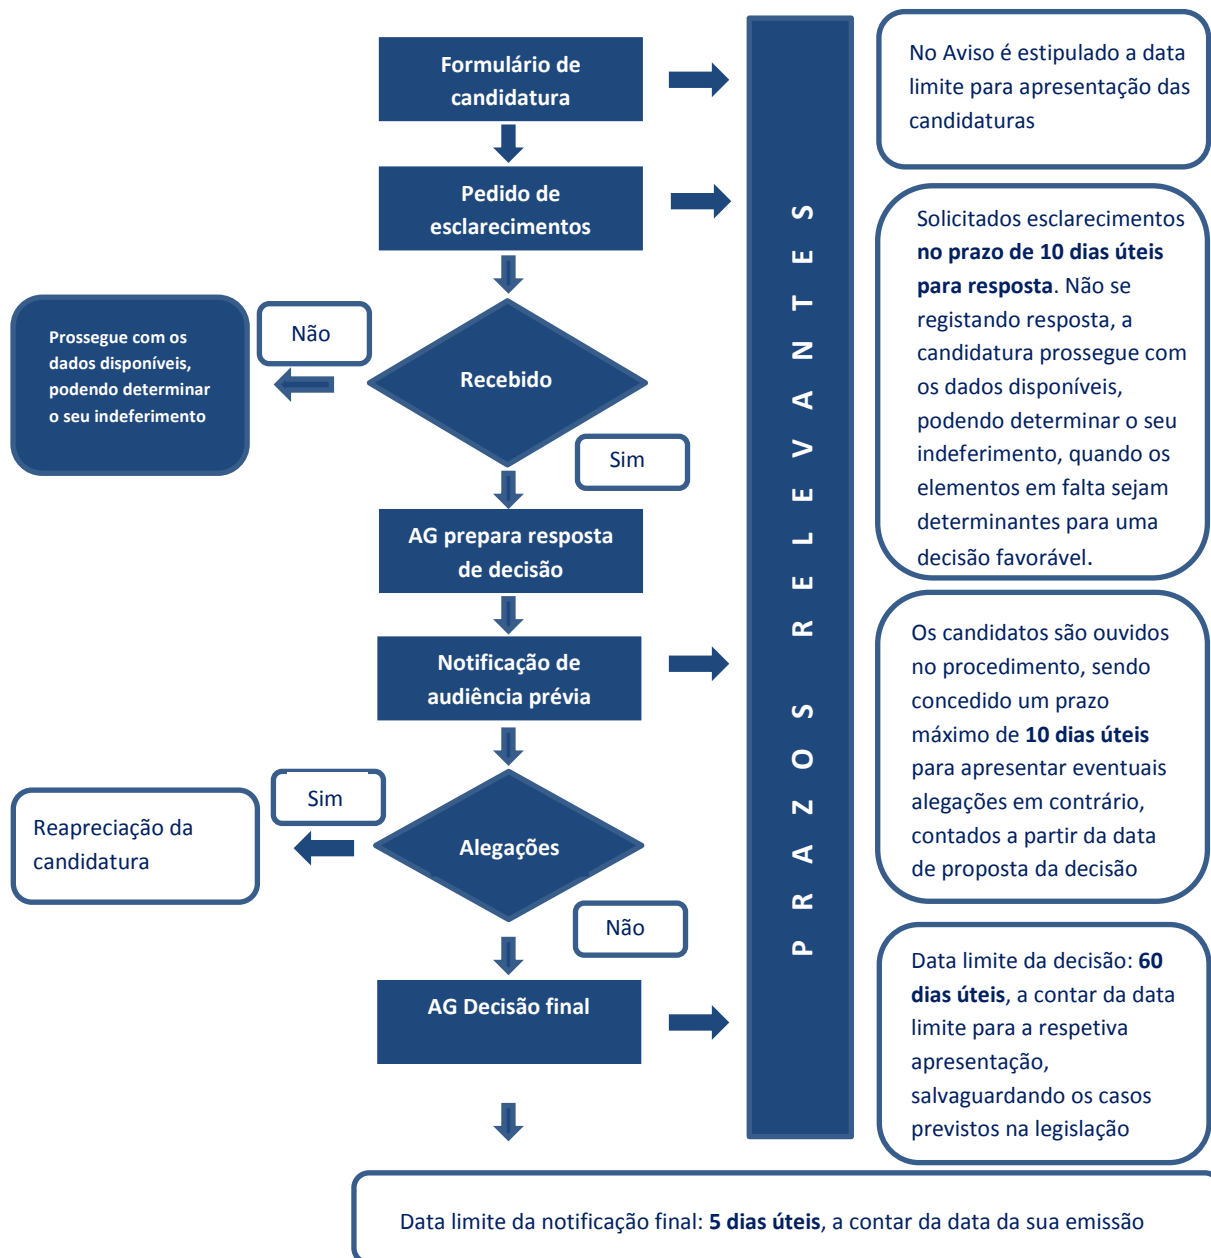 Formulário de
candidatura
No Aviso é estipulado a data
limite para apresentação das
candidaturas
Pedido de
esclarecimentos
Solicitados esclarecimentos
no prazo de 10 dias úteis
para resposta. Não se
registando resposta, a
candidatura prossegue com
os dados disponíveis,
podendo determinar o seu
indeferimento, quando os
elementos em falta sejam
determinantes para uma
decisão favorável.
Não
Prossegue com os
dados disponíveis,
podendo determinar
o seu indeferimento
Recebido
Sim
AG prepara resposta
de decisão
Notificação de
audiência prévia
Os candidatos são ouvidos
no procedimento, sendo
concedido um prazo
máximo de 10 dias úteis
para apresentar eventuais
alegações em contrário,
contados a partir da data
de proposta da decisão
Sim
Reapreciação da
candidatura
Alegações
Não
AG Decisão final
Data limite da decisão: 60
dias úteis, a contar da data
limite para a respetiva
apresentação,
salvaguardando os casos
previstos na legislação
PRAZOS RELEVANTES
Data limite da notificação final: 5 dias úteis, a contar da data da sua emissão